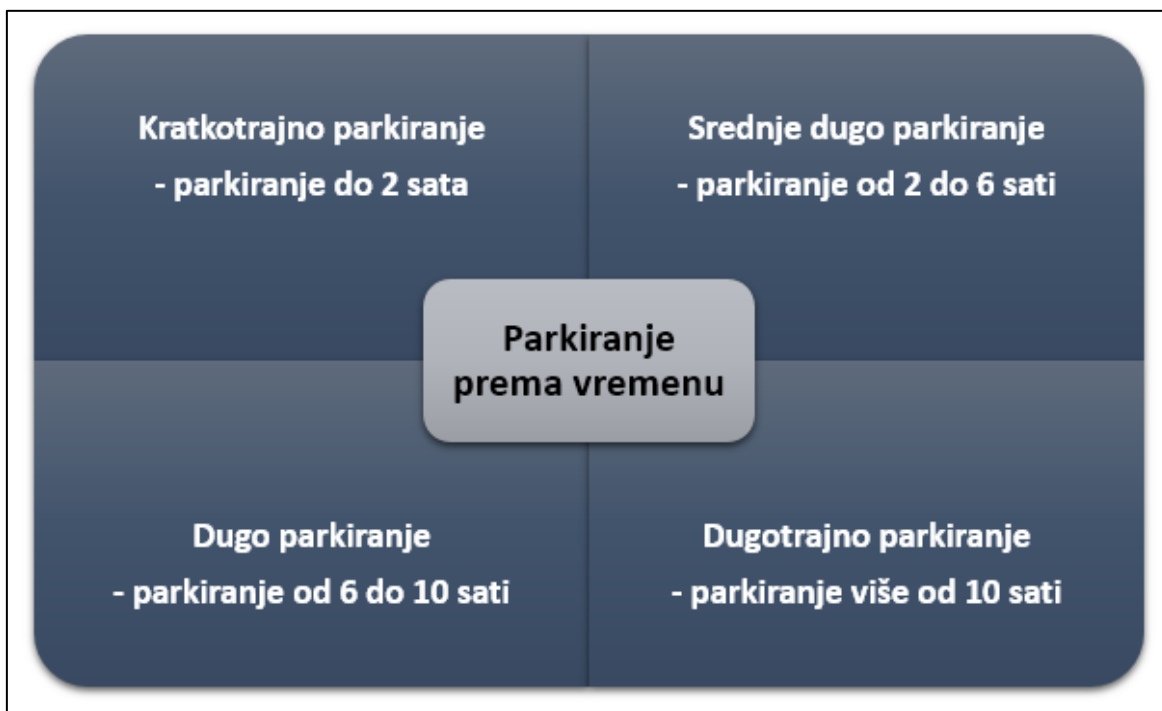 Kratkotrajno parkiranje
- parkiranje do 2 sata
Srednje dugo parkiranje
- parkiranje od 2 do 6 sati
Parkiranje
prema vremenu
Dugo parkiranje
- parkiranje od 6 do 10 sati
Dugotrajno parkiranje
- parkiranje više od 10 sati